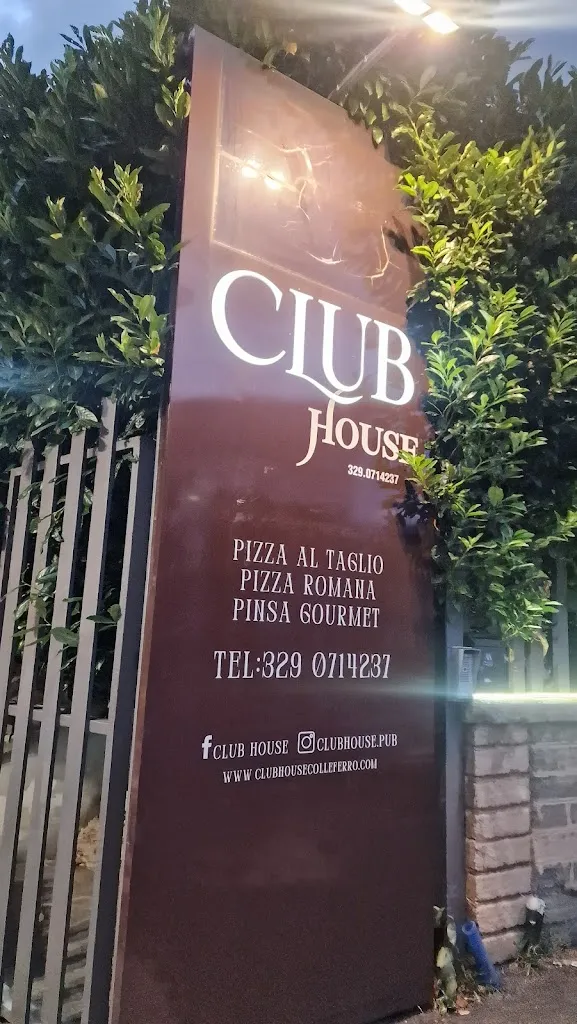 CLUB
HOUSE
329.0714237
PIZZA AL TAGLIO
PIZZA ROMANA
PINSA GOURMET
TEL:329 0714237
f CLUB HOUSE CLUBHOUSE.PUB
WWW.CLUBHOUSECOLLEFERRO.COM